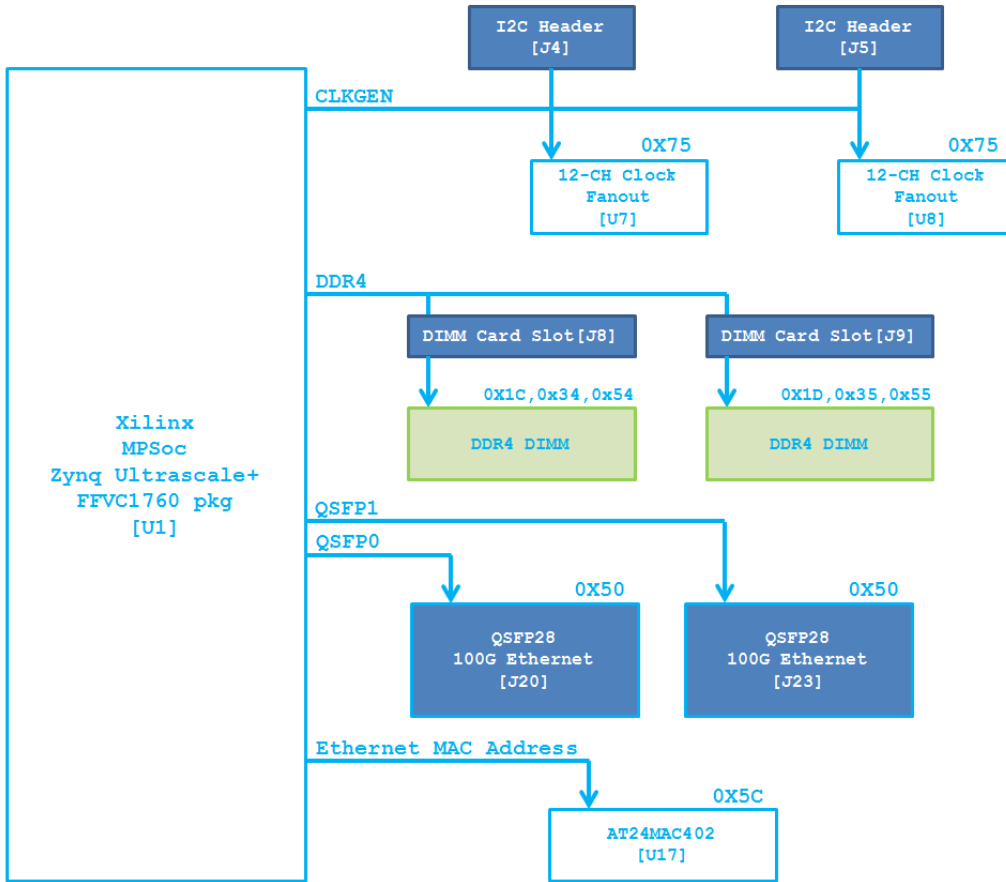 I2C Header
[J4]
I2C Header
[J5]
CLKGEN
0X75
12-CH Clock
Fanout
[U7]
0X75
12-CH Clock
Fanout
[U8]
DDR4
DIMM Card Slot[J8]
DIMM Card Slot[J9]
0X1C,0x34,0x54
DDR4 DIMM
0X1D,0x35,0x55
DDR4 DIMM
Xilinx
MPSoc
Zynq Ultrascale+
FFVC1760 pkg
[U1]
QSFP1
QSFP0
0X50
QSFP28
100G Ethernet
[J20]
0X50
QSFP28
100G Ethernet
[J23]
Ethernet MAC Address
0X5C
AT24MAC402
[U17]